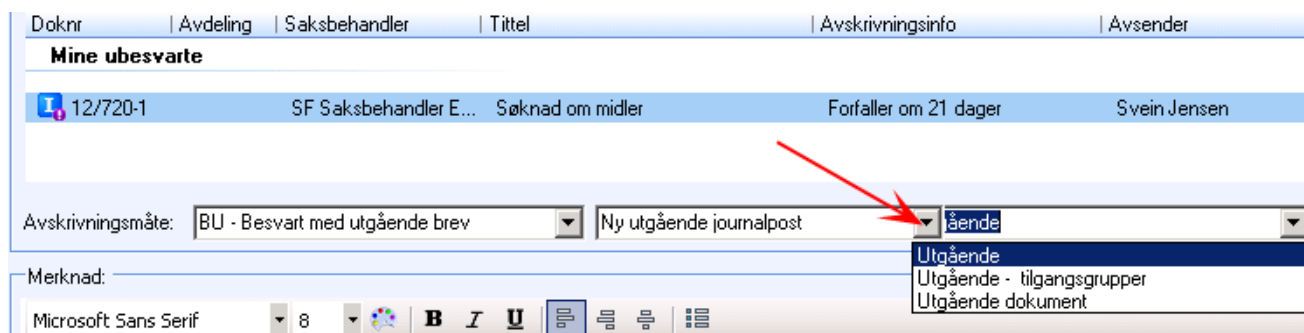 Doknr Avdeling Saksbehandler Tittel Avskrivningsinfo Avsender
Mine ubesvarte
12/720-1 SF Saksbehandler E... Søknad om midler Forfaller om 21 dager Svein Jensen
Avskrivningsmåte: BU - Besvart med utgående brev Ny utgående journalpost ående
Utgående
Utgående - tilgangsgrupper
Utgående dokument
Merknad:
Microsoft Sans Serif 8 B I U